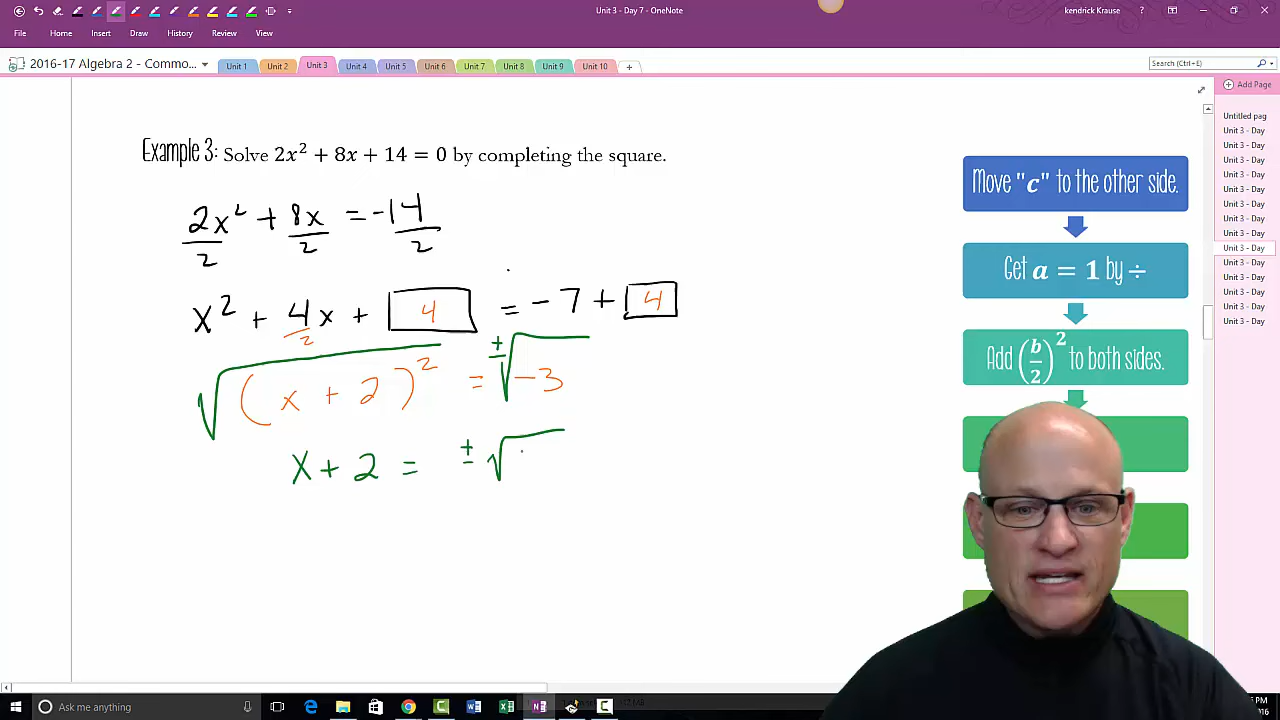 Unit 3 - Day 7 - OneNote
kendrick Krause
?
File Home Insert Draw History Review View
2016-17 Algebra 2 - Commo...
Unit 1 Unit 2 Unit 3 Unit 4 Unit 5 Unit 6 Unit 7 Unit 8 Unit 9 Unit 10 +
Search (Ctrl+E)
Add Page
Untitled pag
Unit 3 - Day
Unit 3 - Day
Unit 3 - Day
Unit 3 - Day
Unit 3 - Day
Unit 3 - Day
Unit 3 - Day
Unit 3 - Day
Unit 3 - Day
Unit 3 - Day
Unit 3 - Day
Unit 3 - Day
Unit 3 - Day
Unit 3 - Day
Example 3: Solve 2x² + 8x + 14 = 0 by completing the square.
2x²/2 + 8x/2 = -14/2
x² + 4x/2 + 4 = -7 + 4
√(x + 2)² = ±√-3
x + 2 = ±√
Move "c" to the other side.
Get a = 1 by ÷
Add (b/2)² to both sides.
Ask me anything